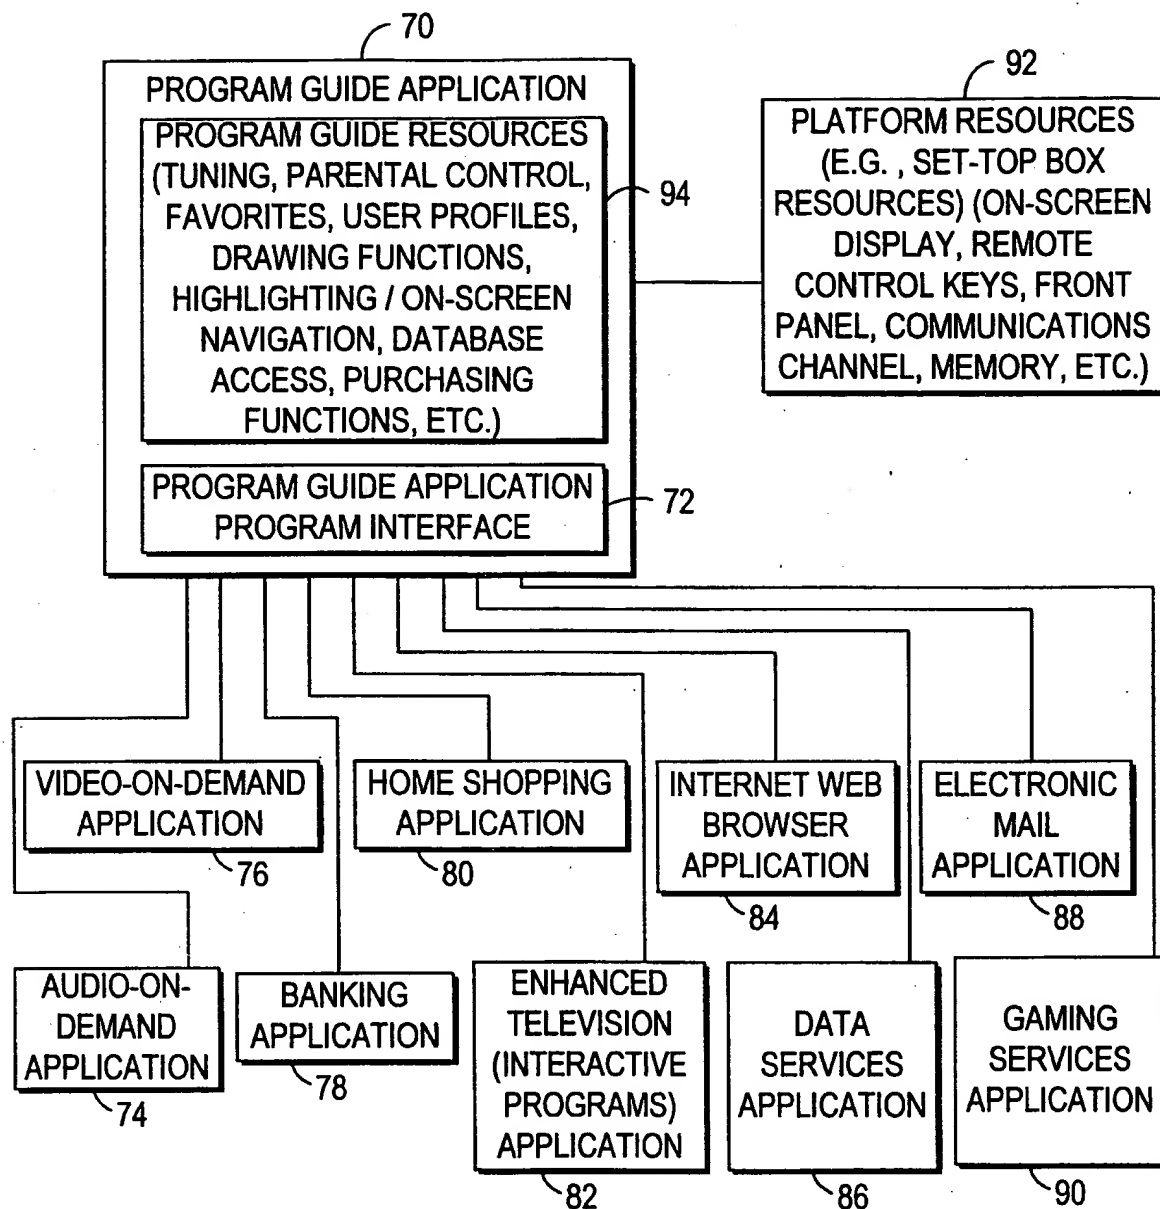 70
PROGRAM GUIDE APPLICATION
PROGRAM GUIDE RESOURCES
(TUNING, PARENTAL CONTROL,
FAVORITES, USER PROFILES,
DRAWING FUNCTIONS,
HIGHLIGHTING / ON-SCREEN
NAVIGATION, DATABASE
ACCESS, PURCHASING
FUNCTIONS, ETC.)
94
PROGRAM GUIDE APPLICATION
PROGRAM INTERFACE
72
92
PLATFORM RESOURCES
(E.G. , SET-TOP BOX
RESOURCES) (ON-SCREEN
DISPLAY, REMOTE
CONTROL KEYS, FRONT
PANEL, COMMUNICATIONS
CHANNEL, MEMORY, ETC.)
VIDEO-ON-DEMAND
APPLICATION
76
HOME SHOPPING
APPLICATION
80
INTERNET WEB
BROWSER
APPLICATION
84
ELECTRONIC
MAIL
APPLICATION
88
AUDIO-ON-
DEMAND
APPLICATION
74
BANKING
APPLICATION
78
ENHANCED
TELEVISION
(INTERACTIVE
PROGRAMS)
APPLICATION
82
DATA
SERVICES
APPLICATION
86
GAMING
SERVICES
APPLICATION
90